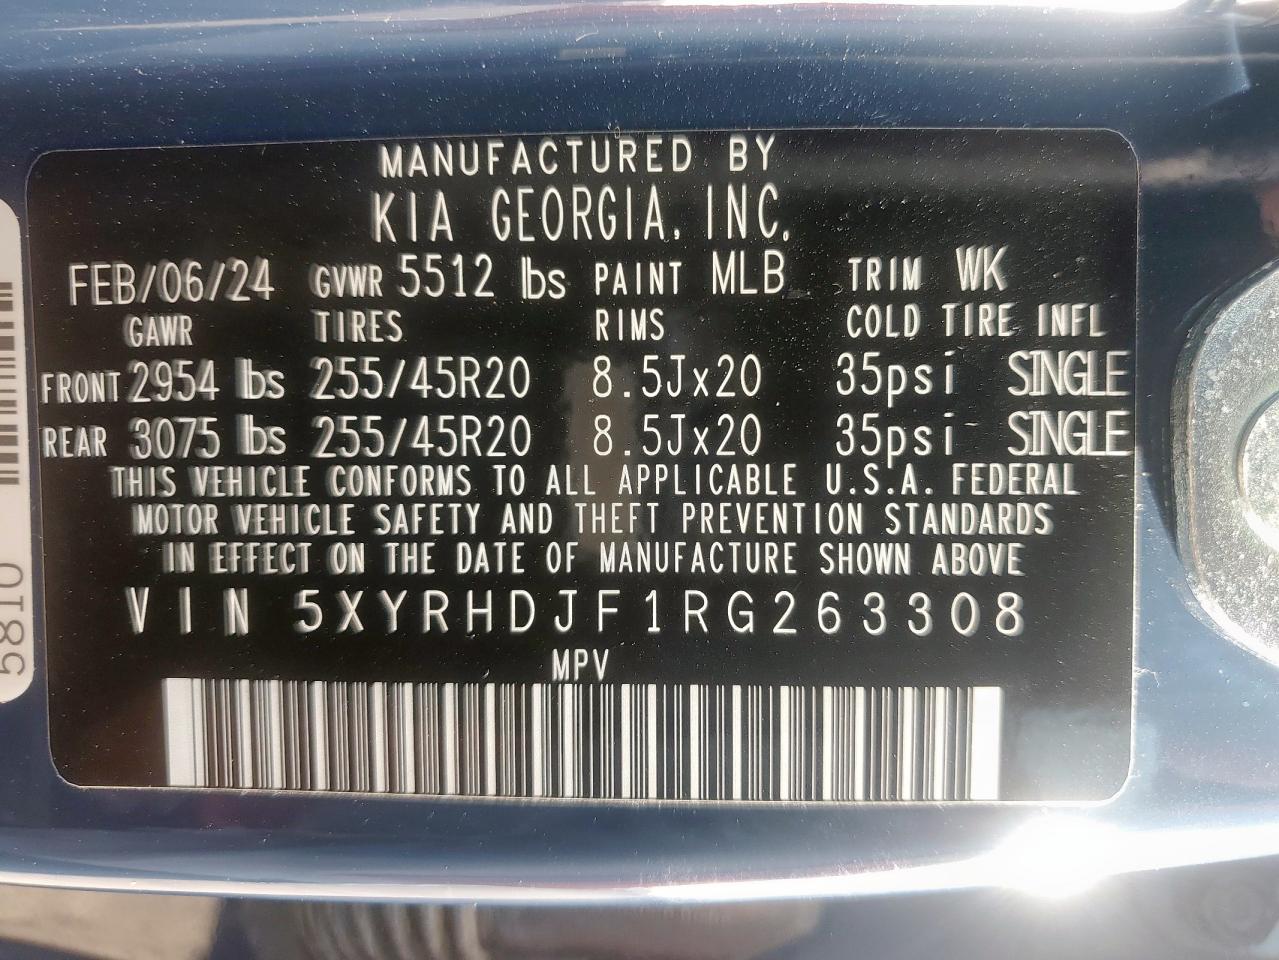 MANUFACTURED BY
KIA GEORGIA, INC.
FEB/06/24 GVWR 5512 lbs PAINT MLB TRIM WK
GAWR TIRES RIMS COLD TIRE INFL
FRONT 2954 lbs 255/45R20 8.5Jx20 35psi SINGLE
REAR 3075 lbs 255/45R20 8.5Jx20 35psi SINGLE
THIS VEHICLE CONFORMS TO ALL APPLICABLE U.S.A. FEDERAL
MOTOR VEHICLE SAFETY AND THEFT PREVENTION STANDARDS
IN EFFECT ON THE DATE OF MANUFACTURE SHOWN ABOVE
VIN 5XYRHDJF1RG263308
MPV
5810